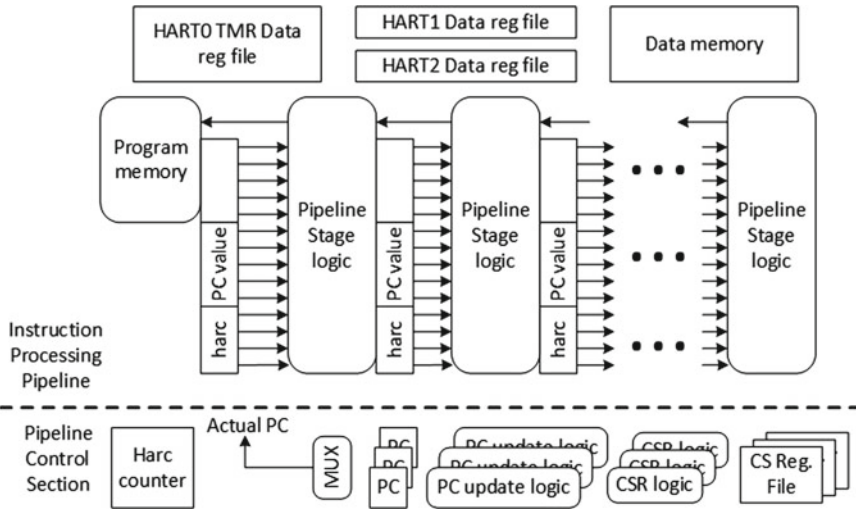 HART0 TMR Data
reg file
HART1 Data reg file
HART2 Data reg file
Data memory
Program
memory
PC value
harc
Pipeline
Stage
logic
PC value
harc
Pipeline
Stage
logic
PC value
harc
Pipeline
Stage
logic
Instruction
Processing
Pipeline
Pipeline
Control
Section
Harc
counter
Actual PC
MUX
PC
PC
PC
PC update logic
PC update logic
PC update logic
CSR logic
CSR logic
CSR logic
CS Reg.
File